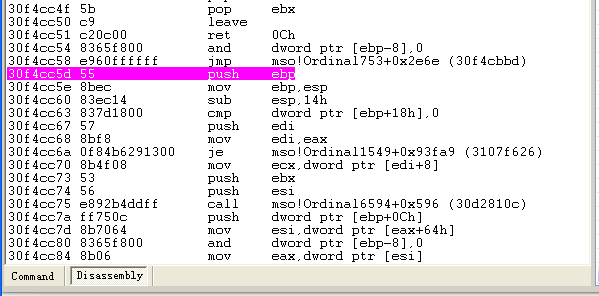 30f4cc4f 5b pop ebx
30f4cc50 c9 leave
30f4cc51 c20c00 ret 0Ch
30f4cc54 8365f800 and dword ptr [ebp-8],0
30f4cc58 e960ffffff jmp mso!Ordinal753+0x2e6e (30f4cbbd)
30f4cc5d 55 push ebp
30f4cc5e 8bec mov ebp,esp
30f4cc60 83ec14 sub esp,14h
30f4cc63 837d1800 cmp dword ptr [ebp+18h],0
30f4cc67 57 push edi
30f4cc68 8bf8 mov edi,eax
30f4cc6a 0f84b6291300 je mso!Ordinal1549+0x93fa9 (3107f626)
30f4cc70 8b4f08 mov ecx,dword ptr [edi+8]
30f4cc73 53 push ebx
30f4cc74 56 push esi
30f4cc75 e892b4ddff call mso!Ordinal6594+0x596 (30d2810c)
30f4cc7a ff750c push dword ptr [ebp+0Ch]
30f4cc7d 8b7064 mov esi,dword ptr [eax+64h]
30f4cc80 8365f800 and dword ptr [ebp-8],0
30f4cc84 8b06 mov eax,dword ptr [esi]
Command Disassembly